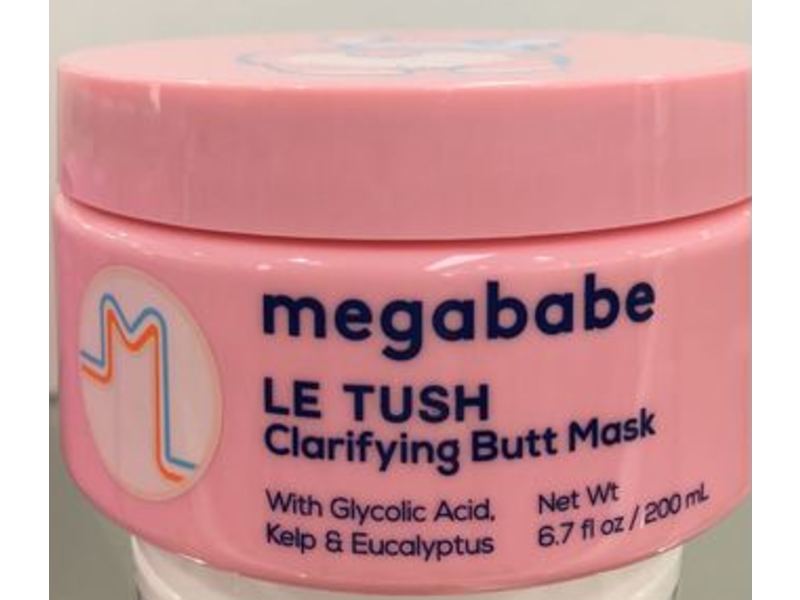 megababe
LE TUSH
Clarifying Butt Mask
With Glycolic Acid,
Kelp & Eucalyptus
Net Wt
6.7 fl oz / 200 mL